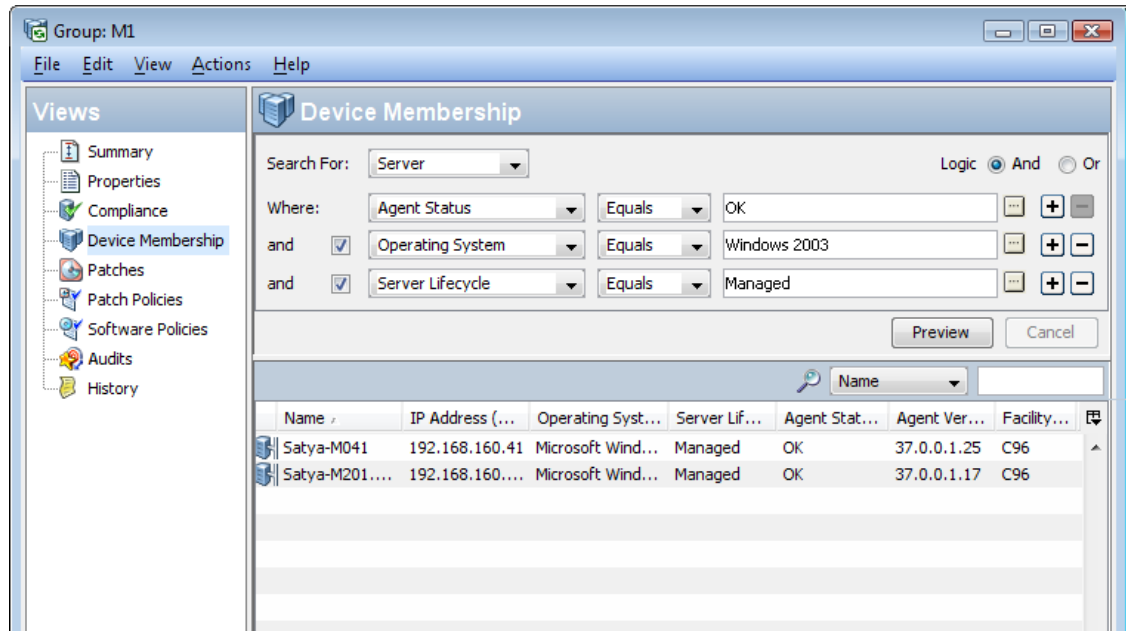 Group: M1
File Edit View Actions Help
Views
Summary
Properties
Compliance
Device Membership
Patches
Patch Policies
Software Policies
Audits
History
Device Membership
Search For: Server Logic And Or
Where: Agent Status Equals OK
and Operating System Equals Windows 2003
and Server Lifecycle Equals Managed
Preview Cancel
Name
Name IP Address (... Operating Syst... Server Lif... Agent Stat... Agent Ver... Facility...
Satya-M041 192.168.160.41 Microsoft Wind... Managed OK 37.0.0.1.25 C96
Satya-M201.... 192.168.160.... Microsoft Wind... Managed OK 37.0.0.1.17 C96